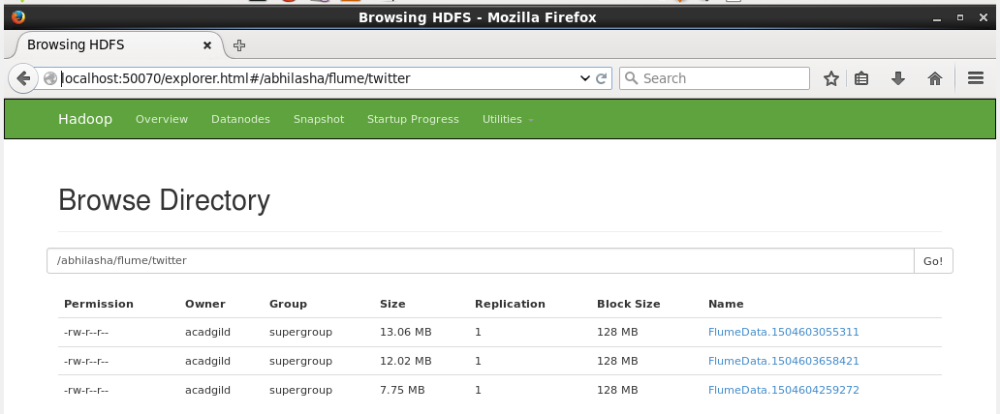 Browsing HDFS - Mozilla Firefox
Browsing HDFS
localhost:50070/explorer.html#/abhilasha/flume/twitter Search
Hadoop Overview Datanodes Snapshot Startup Progress Utilities
Browse Directory
/abhilasha/flume/twitter Go!
Permission Owner Group Size Replication Block Size Name
-rw-r--r-- acadgild supergroup 13.06 MB 1 128 MB FlumeData.1504603055311
-rw-r--r-- acadgild supergroup 12.02 MB 1 128 MB FlumeData.1504603658421
-rw-r--r-- acadgild supergroup 7.75 MB 1 128 MB FlumeData.1504604259272